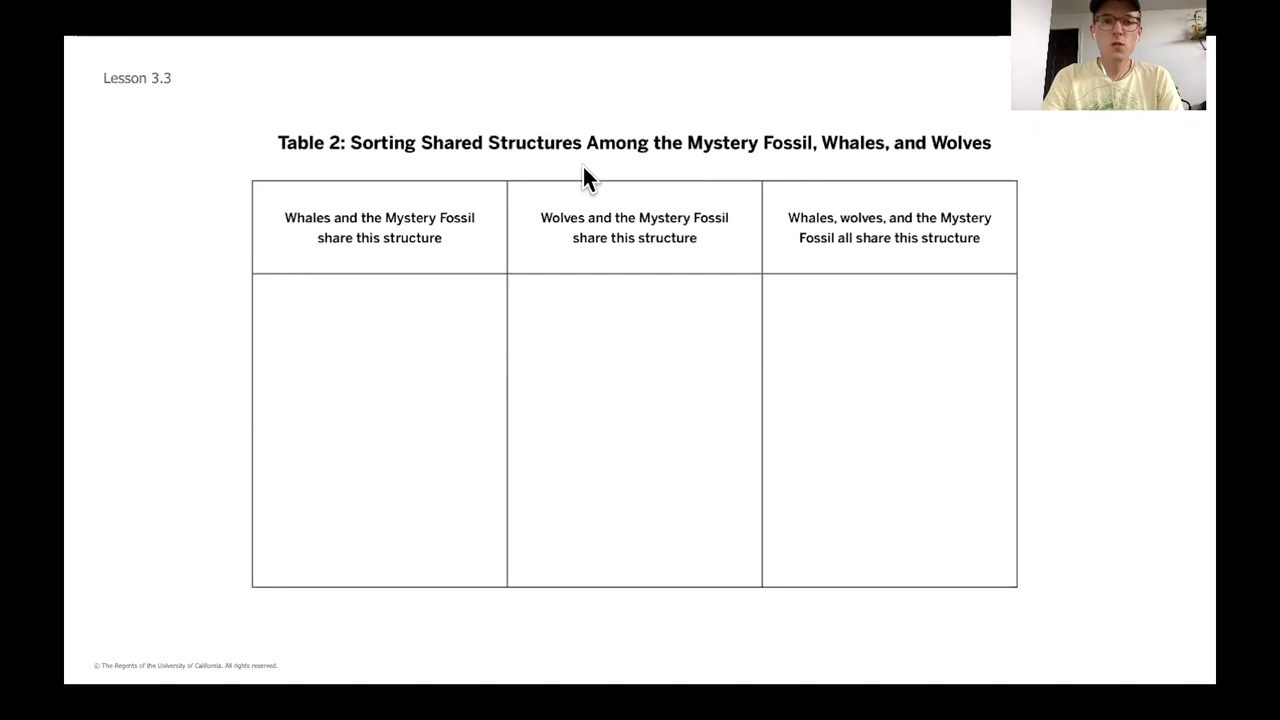 Lesson 3.3
Table 2: Sorting Shared Structures Among the Mystery Fossil, Whales, and Wolves
Whales and the Mystery Fossil
share this structure
Wolves and the Mystery Fossil
share this structure
Whales, wolves, and the Mystery
Fossil all share this structure
© The Regents of the University of California. All rights reserved.